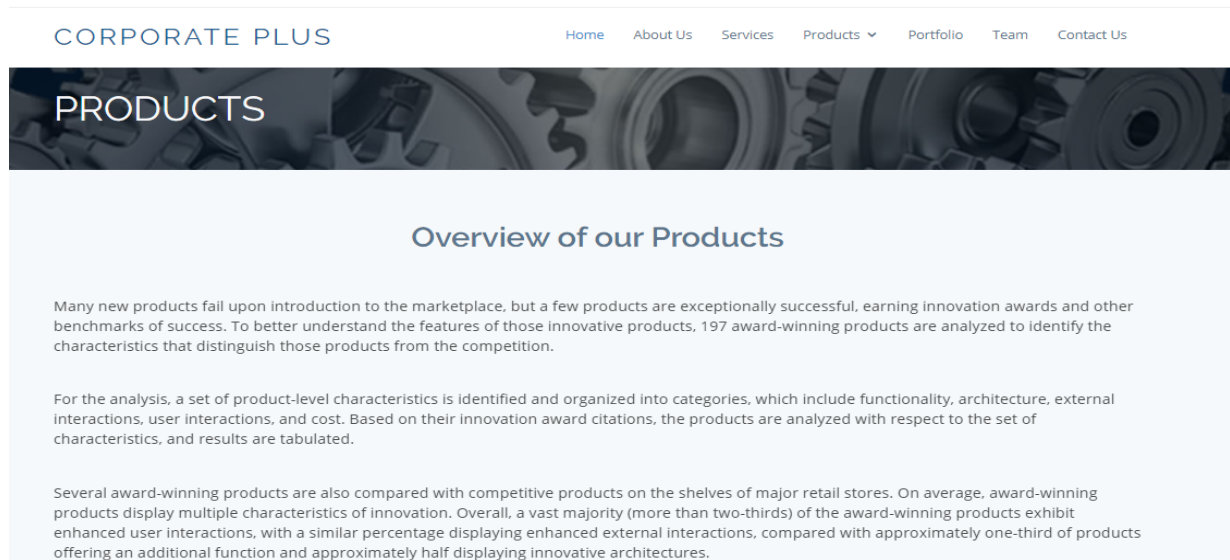 CORPORATE PLUS
Home About Us Services Products Portfolio Team Contact Us
PRODUCTS
Overview of our Products
Many new products fail upon introduction to the marketplace, but a few products are exceptionally successful, earning innovation awards and other
benchmarks of success. To better understand the features of those innovative products, 197 award-winning products are analyzed to identify the
characteristics that distinguish those products from the competition.
For the analysis, a set of product-level characteristics is identified and organized into categories, which include functionality, architecture, external
interactions, user interactions, and cost. Based on their innovation award citations, the products are analyzed with respect to the set of
characteristics, and results are tabulated.
Several award-winning products are also compared with competitive products on the shelves of major retail stores. On average, award-winning
products display multiple characteristics of innovation. Overall, a vast majority (more than two-thirds) of the award-winning products exhibit
enhanced user interactions, with a similar percentage displaying enhanced external interactions, compared with approximately one-third of products
offering an additional function and approximately half displaying innovative architectures.